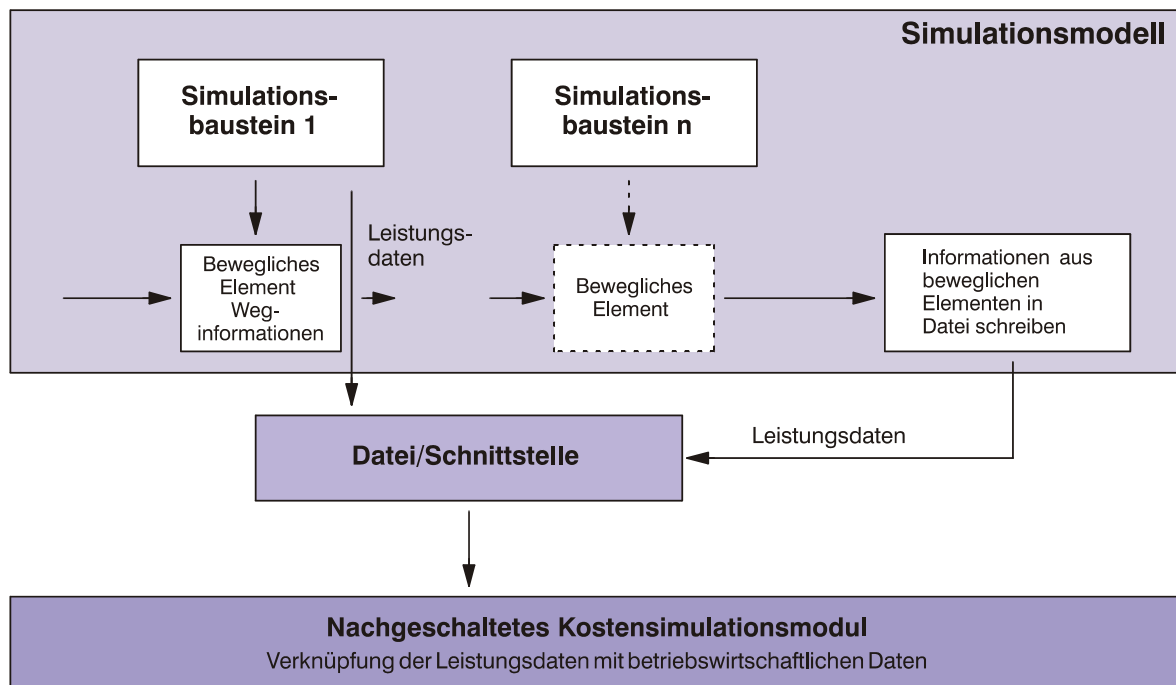 Simulationsmodell
Simulations-
baustein 1
Simulations-
baustein n
Leistungs-
daten
Bewegliches
Element
Weg-
informationen
Bewegliches
Element
Informationen aus
beweglichen
Elementen in
Datei schreiben
Datei/Schnittstelle
Leistungsdaten
Nachgeschaltetes Kostensimulationsmodul
Verknüpfung der Leistungsdaten mit betriebswirtschaftlichen Daten